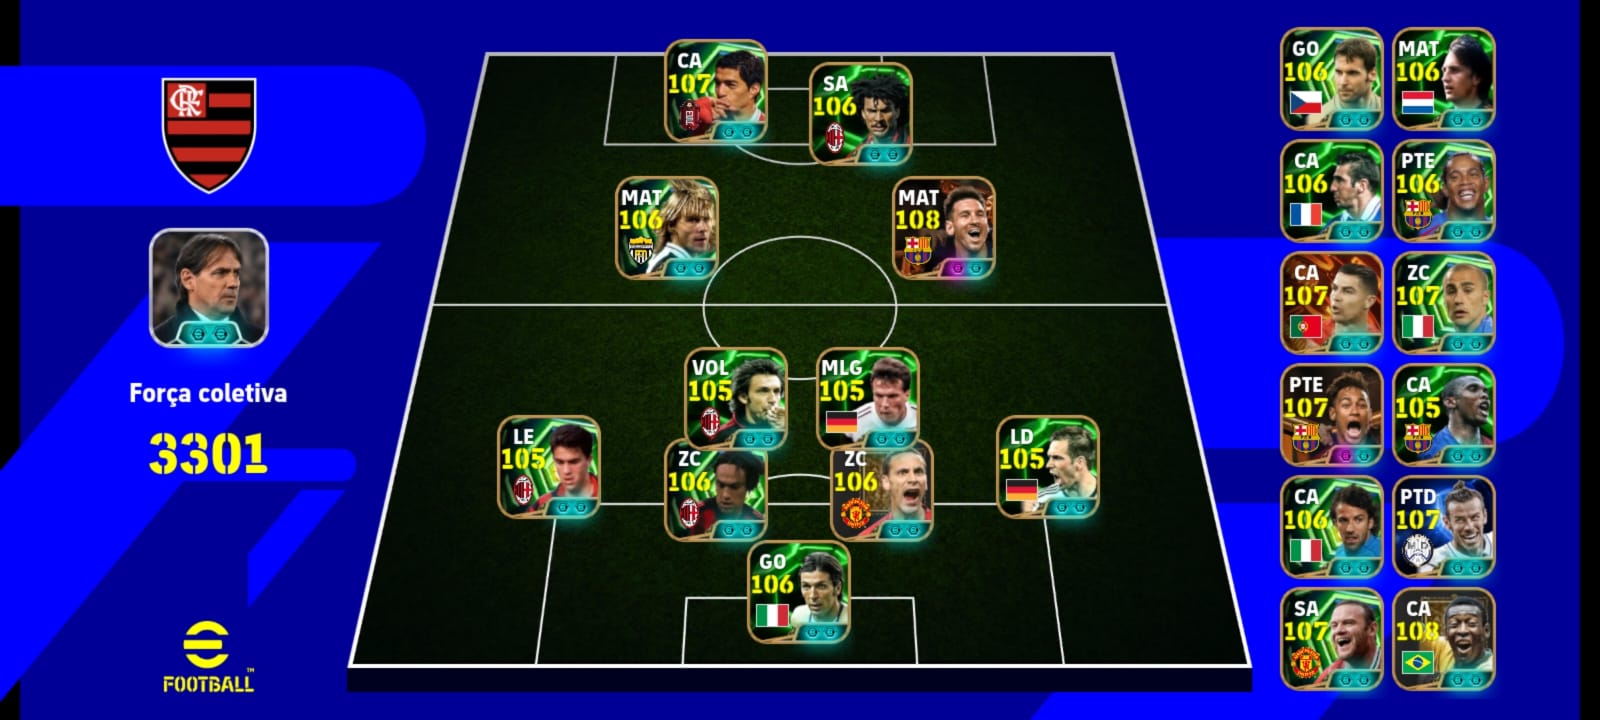 CRF
Força coletiva
3301
FOOTBALL™
CA
107
SA
106
MAT
106
MAT
108
VOL
105
MLG
105
LE
105
ZC
106
ZC
106
LD
105
GO
106
GO
106
MAT
106
CA
106
PTE
106
CA
107
ZC
107
PTE
107
CA
105
CA
106
PTD
107
SA
107
CA
108